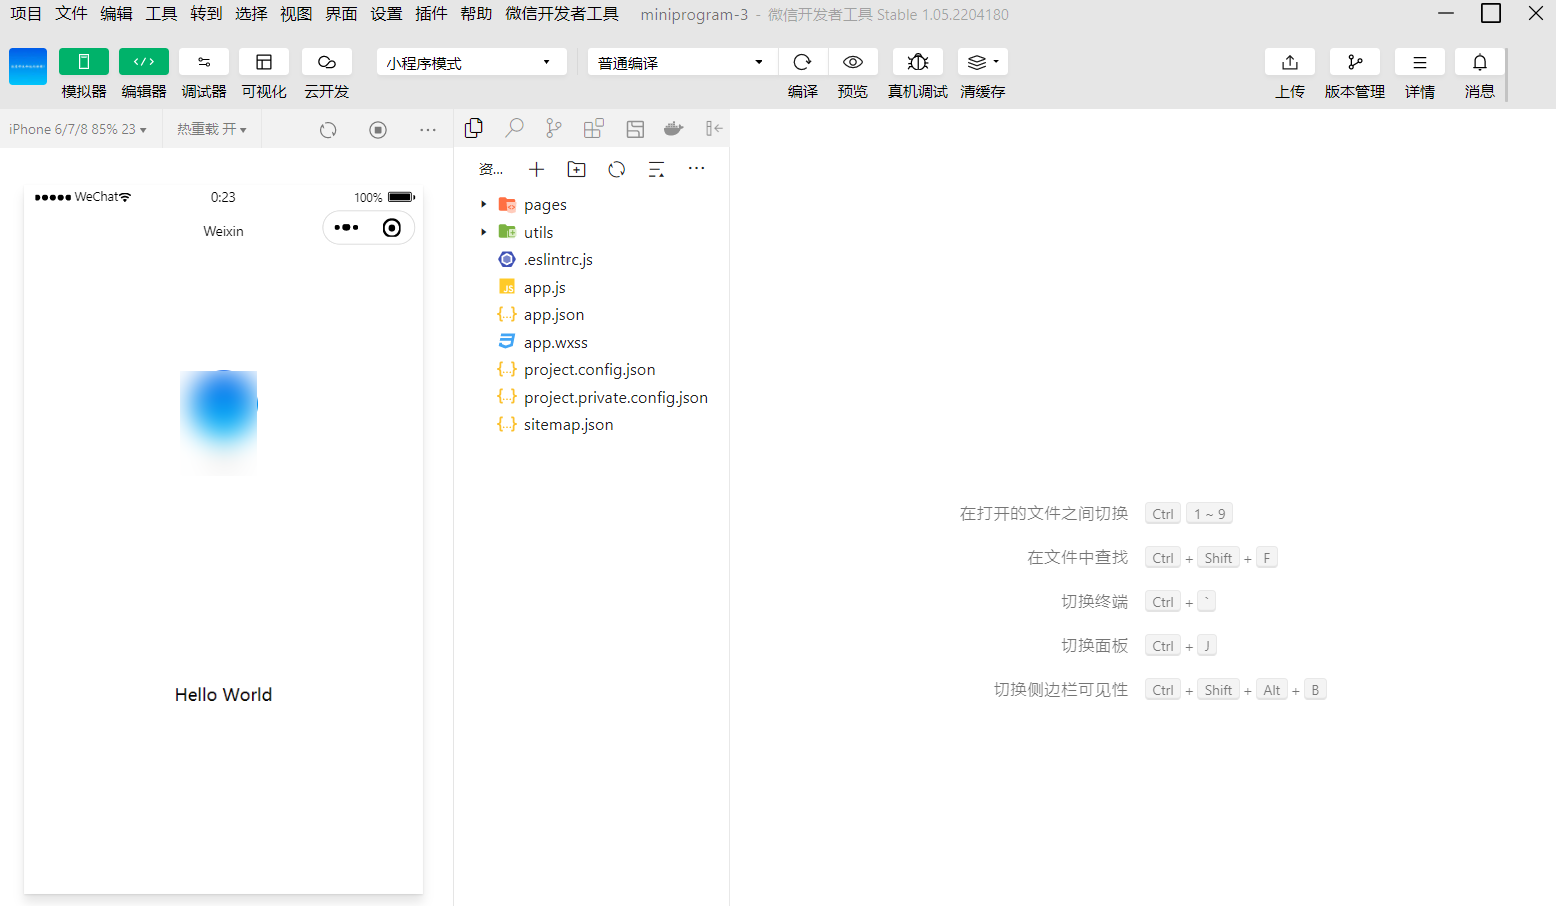 项目 文件 编辑 工具 转到 选择 视图 界面 设置 插件 帮助 微信开发者工具 miniprogram-3 - 微信开发者工具 Stable 1.05.2204180
小程序模式 普通编译
模拟器 编辑器 调试器 可视化 云开发 编译 预览 真机调试 清缓存 上传 版本管理 详情 消息
iPhone 6/7/8 85% 23 热重载 开
资...
WeChat 0:23 100%
Weixin
Hello World
pages
utils
.eslintrc.js
JS app.js
{..} app.json
app.wxss
{..} project.config.json
{..} project.private.config.json
{..} sitemap.json
在打开的文件之间切换 Ctrl 1 ~ 9
在文件中查找 Ctrl + Shift + F
切换终端 Ctrl + `
切换面板 Ctrl + J
切换侧边栏可见性 Ctrl + Shift + Alt + B